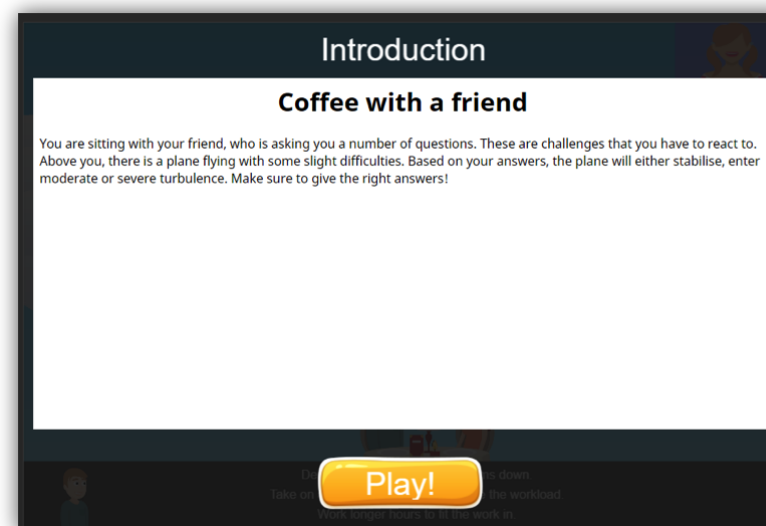 Introduction
Coffee with a friend
You are sitting with your friend, who is asking you a number of questions. These are challenges that you have to react to.
Above you, there is a plane flying with some slight difficulties. Based on your answers, the plane will either stabilise, enter
moderate or severe turbulence. Make sure to give the right answers!
Play!
Do s down
Take on the workload.
Work longer hours to fit the work in.